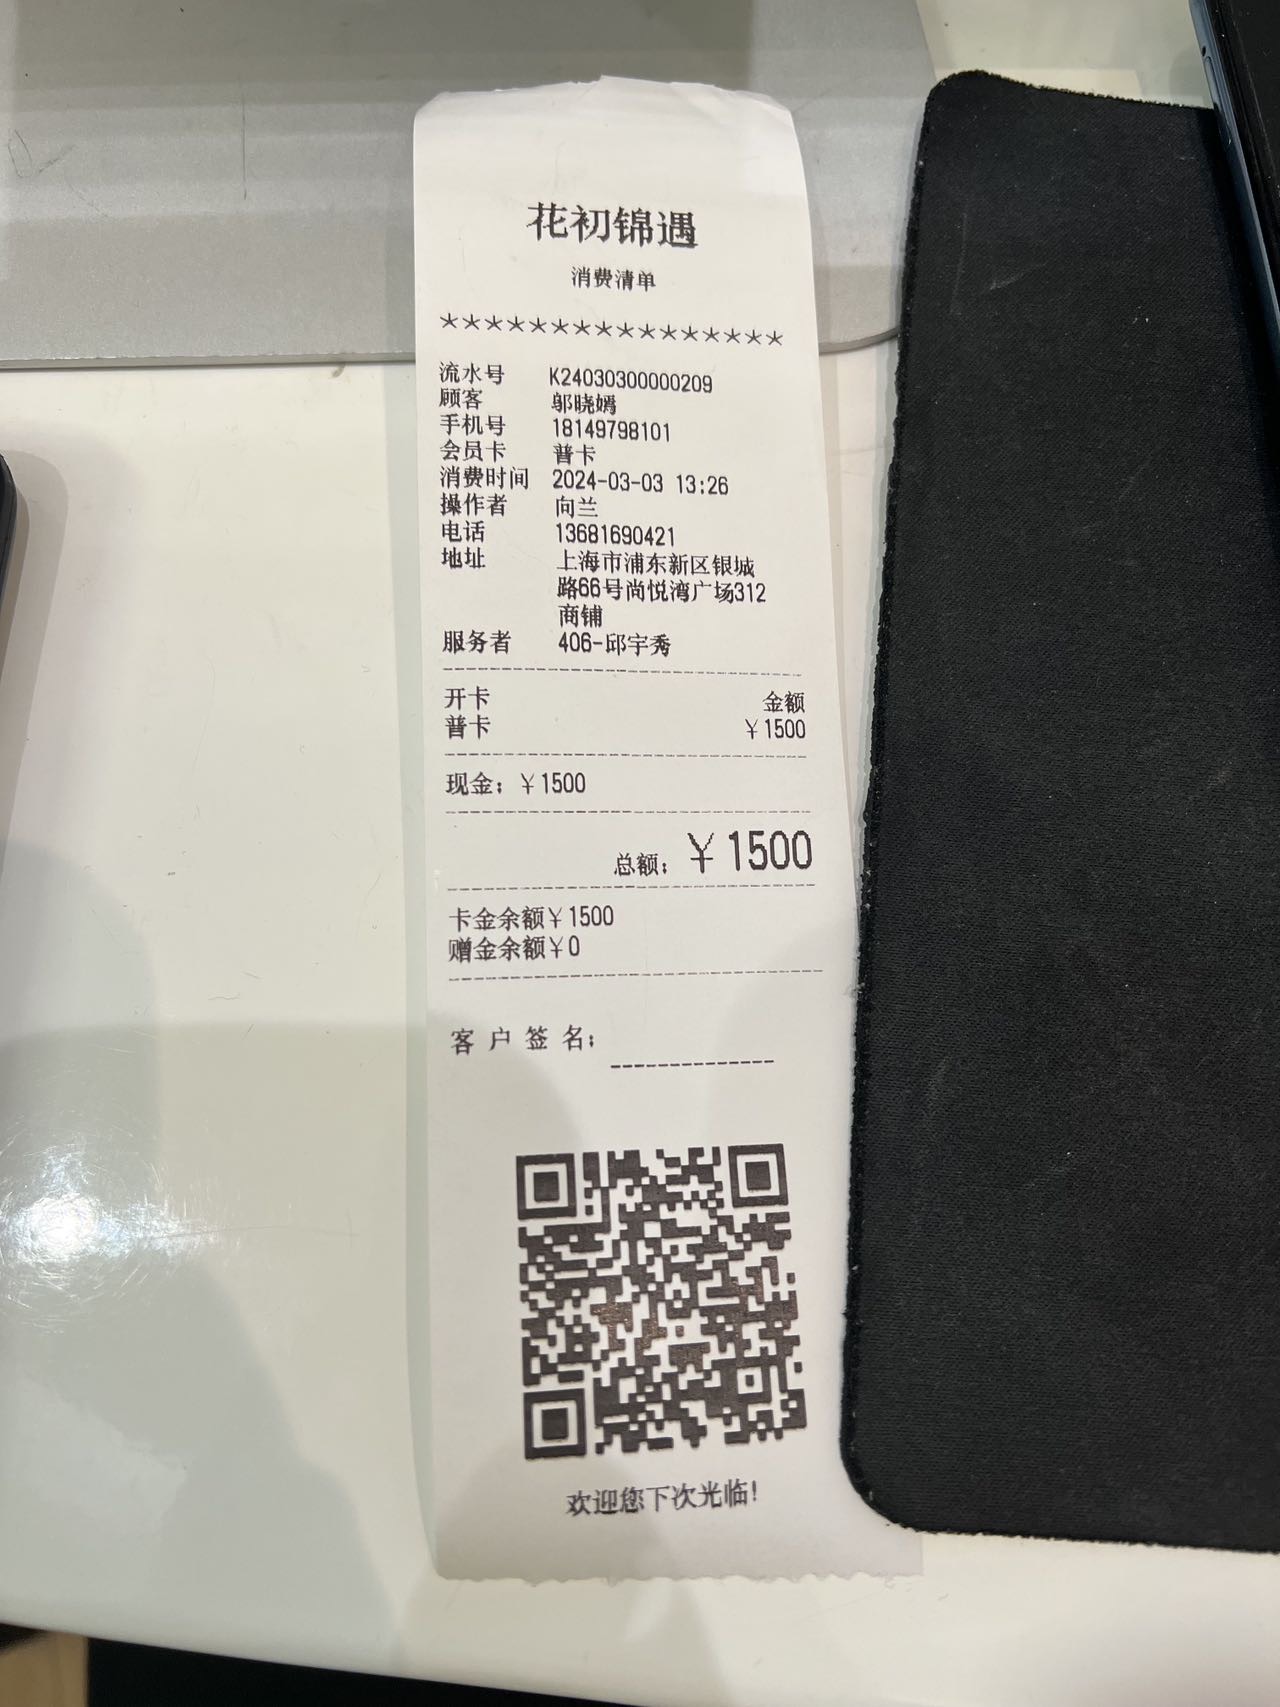 花初锦遇
消费清单
****************
流水号 K24030300000209
顾客 邬晓嫣
手机号 18149798101
会员卡 普卡
消费时间 2024-03-03 13:26
操作者 向兰
电话 13681690421
地址 上海市浦东新区银城
路66号尚悦湾广场312
商铺
服务者 406-邱宇秀
开卡 金额
普卡 ¥1500
现金: ¥1500
总额: ¥1500
卡金余额¥1500
赠金余额¥0
客户签名:
欢迎您下次光临!